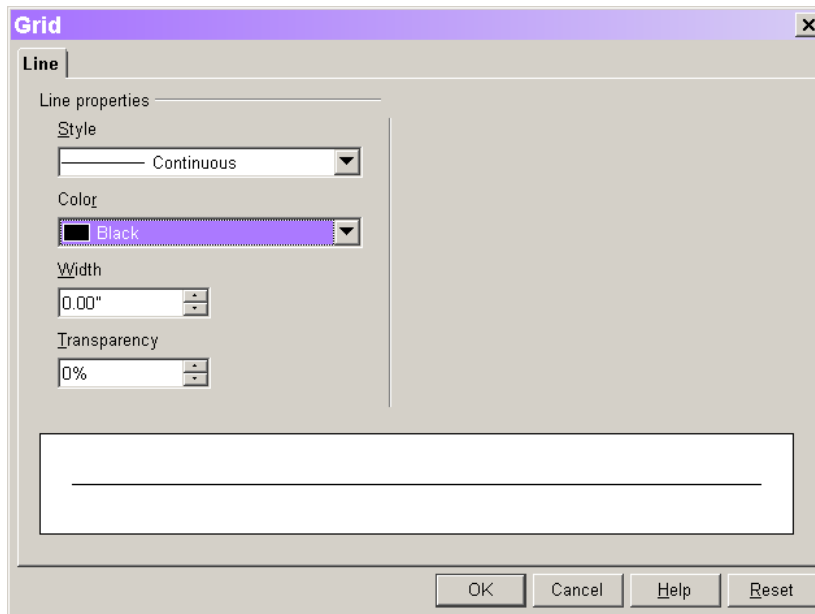 Grid
Line
Line properties
Style
Continuous
Color
Black
Width
0.00"
Transparency
0%
OK Cancel Help Reset